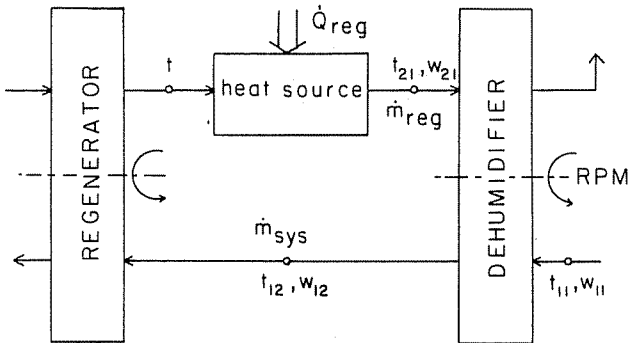 Q̇reg
t
t21, w21
heat source
ṁreg
REGENERATOR
DEHUMIDIFIER
RPM
ṁsys
t12, w12
t11, w11